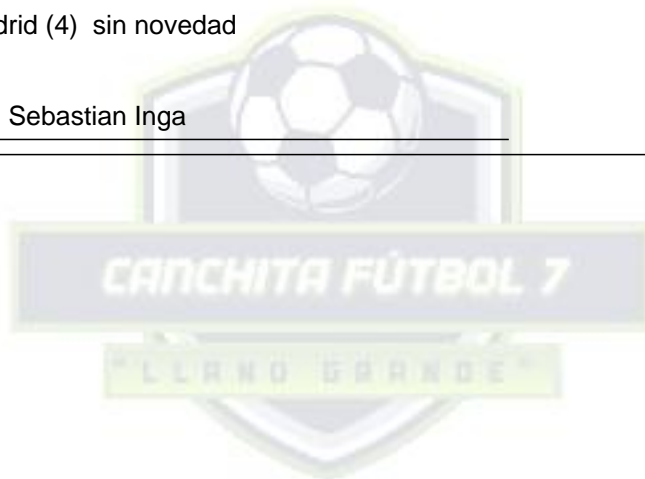 drid (4) sin novedad
Sebastian Inga
CANCHITA FÚTBOL 7
"LLANO GRANDE"